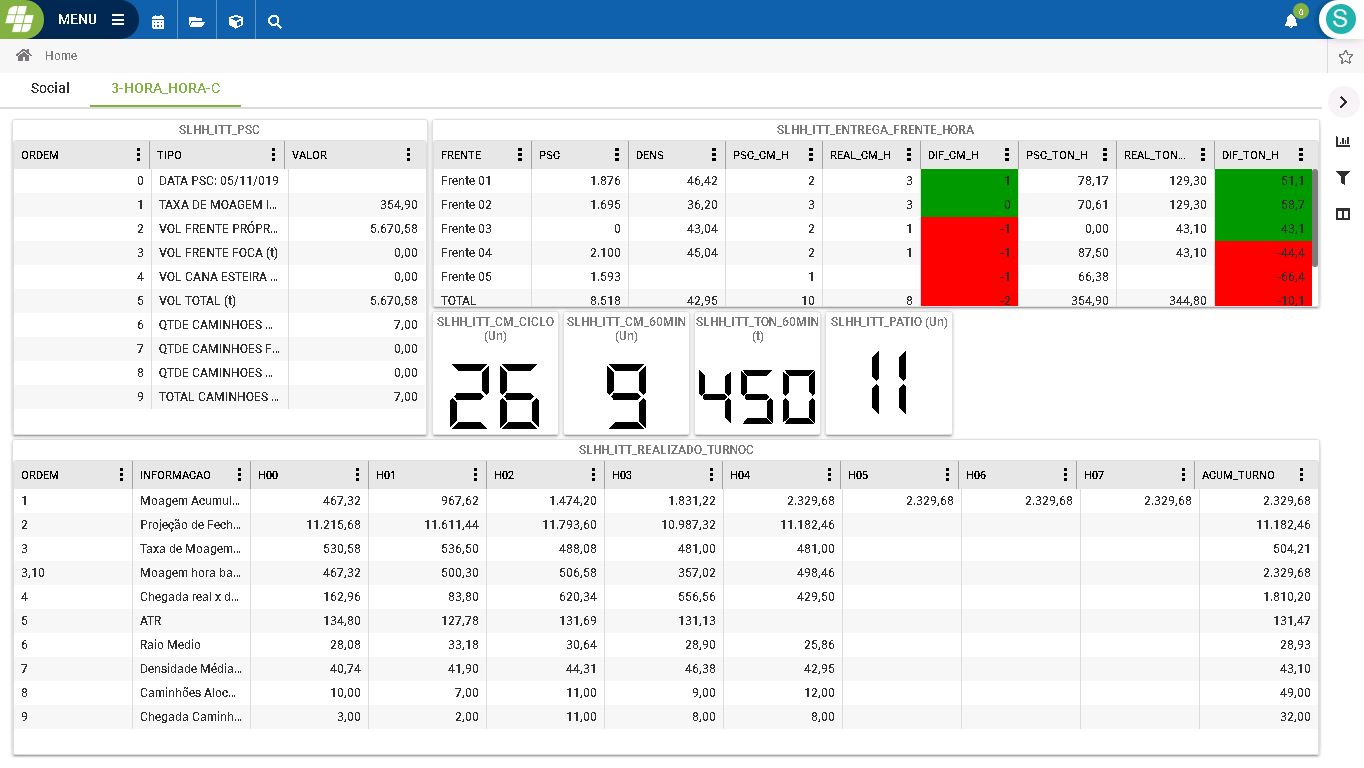 MENU
0
S
Home
Social 3-HORA_HORA-C
SLHH_ITT_PSC
ORDEM TIPO VALOR
0 DATA PSC: 05/11/019
1 TAXA DE MOAGEM I... 354,90
2 VOL FRENTE PRÓPR... 5.670,58
3 VOL FRENTE FOCA (t) 0,00
4 VOL CANA ESTEIRA ... 0,00
5 VOL TOTAL (t) 5.670,58
6 QTDE CAMINHOES ... 7,00
7 QTDE CAMINHOES F... 0,00
8 QTDE CAMINHOES ... 0,00
9 TOTAL CAMINHOES ... 7,00
SLHH_ITT_ENTREGA_FRENTE_HORA
FRENTE PSC DENS PSC_CM_H REAL_CM_H DIF_CM_H PSC_TON_H REAL_TON... DIF_TON_H
Frente 01 1.876 46,42 2 3 1 78,17 129,30 51,1
Frente 02 1.695 36,20 3 3 0 70,61 129,30 58,7
Frente 03 0 43,04 2 1 -1 0,00 43,10 43,1
Frente 04 2.100 45,04 2 1 -1 87,50 43,10 -44,4
Frente 05 1.593 1 -1 66,38 -66,4
TOTAL 8.518 42,95 10 8 -2 354,90 344,80 -10,1
SLHH_ITT_CM_CICLO
(Un)
26
SLHH_ITT_CM_60MIN
(Un)
9
SLHH_ITT_TON_60MIN
(t)
450
SLHH_ITT_PATIO (Un)
11
SLHH_ITT_REALIZADO_TURNOC
ORDEM INFORMACAO H00 H01 H02 H03 H04 H05 H06 H07 ACUM_TURNO
1 Moagem Acumul... 467,32 967,62 1.474,20 1.831,22 2.329,68 2.329,68 2.329,68 2.329,68 2.329,68
2 Projeção de Fech... 11.215,68 11.611,44 11.793,60 10.987,32 11.182,46 11.182,46
3 Taxa de Moagem... 530,58 536,50 488,08 481,00 481,00 504,21
3,10 Moagem hora ba... 467,32 500,30 506,58 357,02 498,46 2.329,68
4 Chegada real x d... 162,96 83,80 620,34 556,56 429,50 1.810,20
5 ATR 134,80 127,78 131,69 131,13 131,47
6 Raio Medio 28,08 33,18 30,64 28,90 25,86 28,93
7 Densidade Média... 40,74 41,90 44,31 46,38 42,95 43,10
8 Caminhões Aloc... 10,00 7,00 11,00 9,00 12,00 49,00
9 Chegada Caminh... 3,00 2,00 11,00 8,00 8,00 32,00